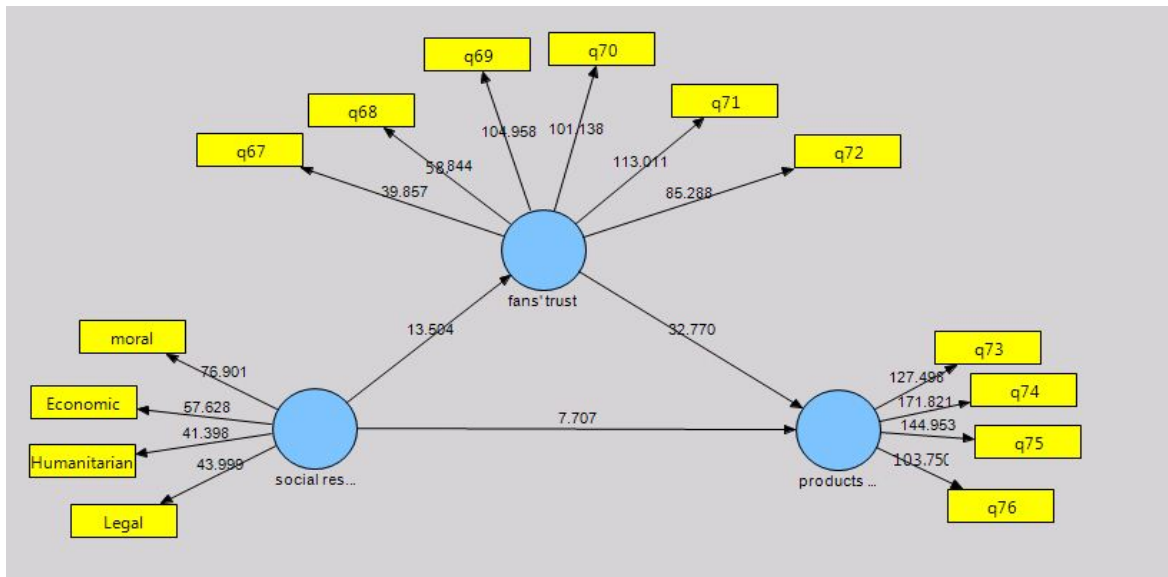 q69
q70
q68
q71
q67
q72
104.958
101.138
58.844
113.011
39.857
85.288
fans' trust
13.504
32.770
moral
q73
76.901
127.498
Economic
q74
57.628
171.821
7.707
41.398
144.953
q75
Humanitarian
43.999
103.750
social res...
products ...
q76
Legal